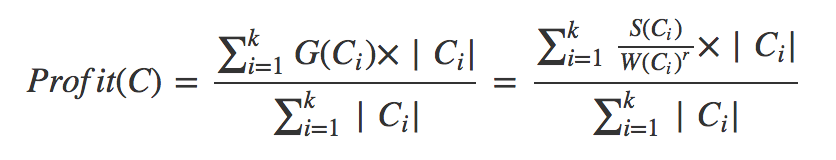 Profit(C) = \frac{\sum_{i=1}^{k} G(C_i) \times | C_i|}{\sum_{i=1}^{k} | C_i|} = \frac{\sum_{i=1}^{k} \frac{S(C_i)}{W(C_i)^r} \times | C_i|}{\sum_{i=1}^{k} | C_i|}